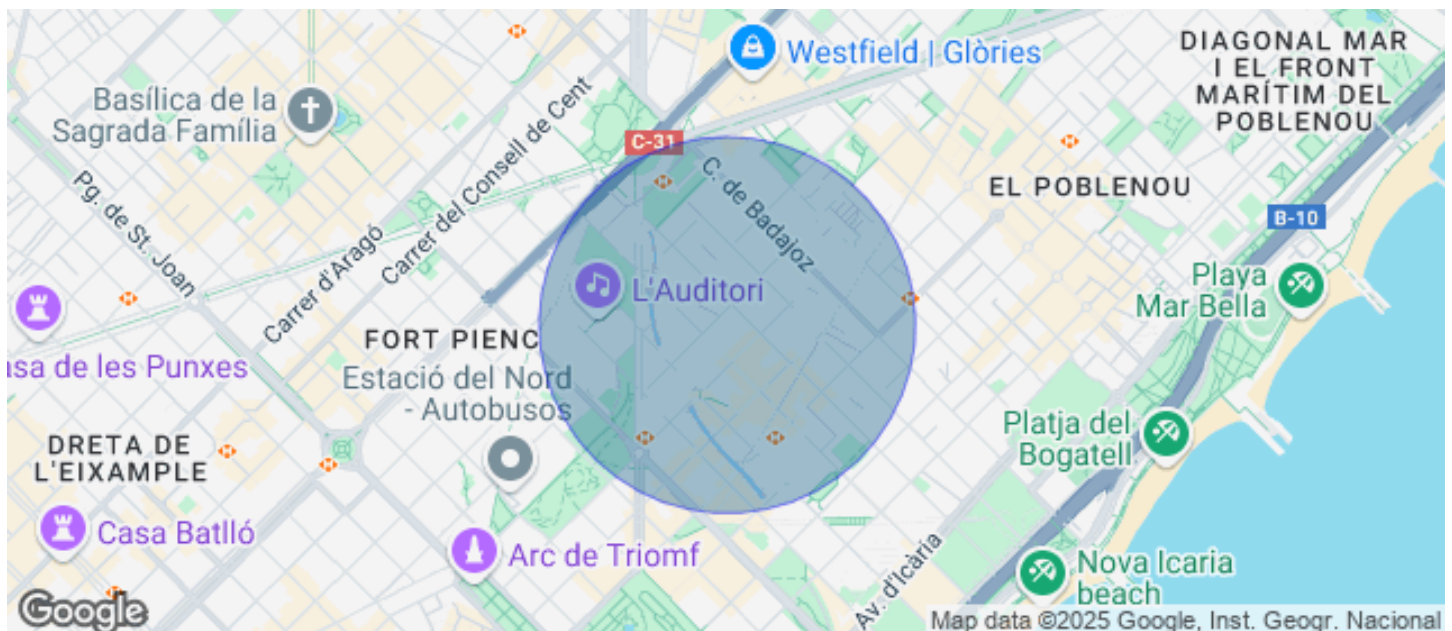 Westfield | Glòries
DIAGONAL MAR
I EL FRONT
MARÍTIM DEL
POBLENOU
Basílica de la
Sagrada Família
C-31
Carrer del Consell de Cent
C. de Badajoz
EL POBLENOU
B-10
Pg. de St. Joan
Carrer d'Aragó
L'Auditori
Playa
Mar Bella
FORT PIENC
asa de les Punxes
Estació del Nord
- Autobusos
Platja del
Bogatell
DRETA DE
L'EIXAMPLE
Casa Batlló
Arc de Triomf
Av. d'Icària
Nova Icaria
beach
Google
Map data ©2025 Google, Inst. Geogr. Nacional